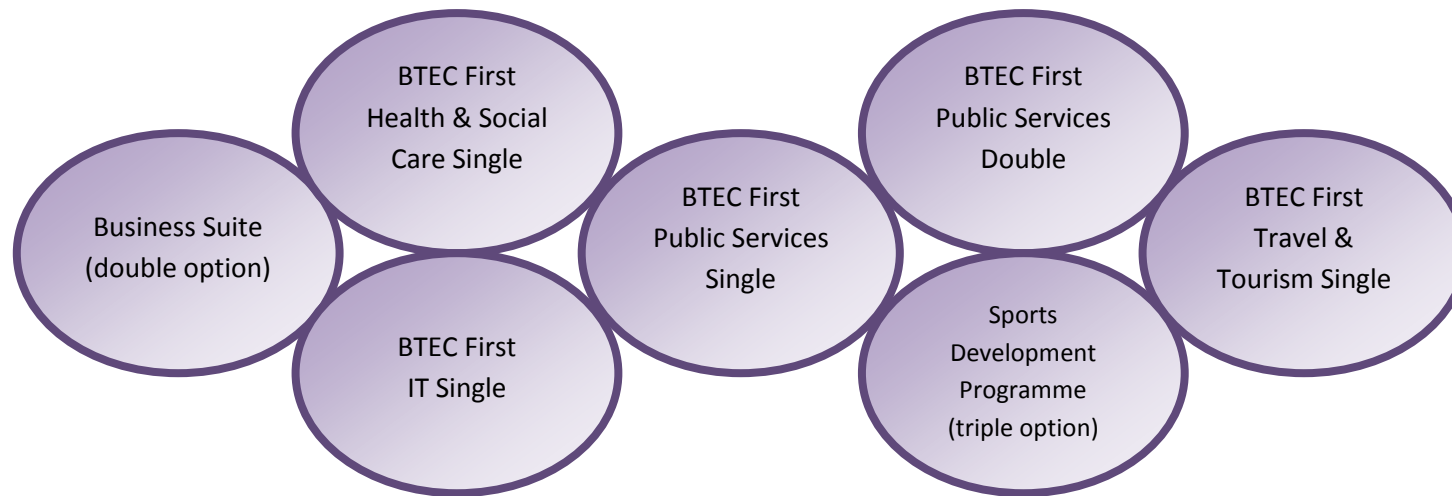 Business Suite
(double option)
BTEC First
Health & Social
Care Single
BTEC First
IT Single
BTEC First
Public Services
Single
BTEC First
Public Services
Double
Sports
Development
Programme
(triple option)
BTEC First
Travel &
Tourism Single